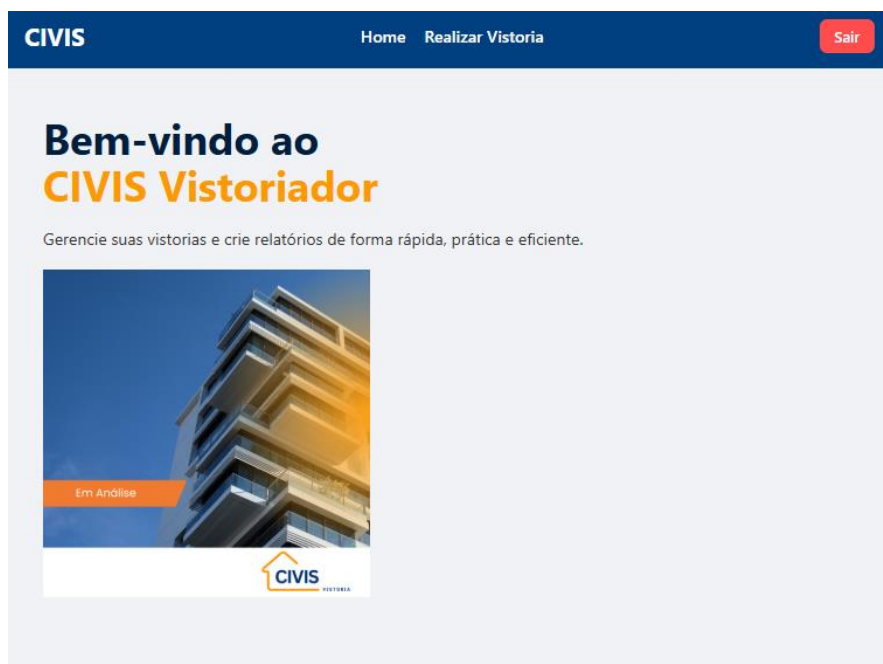 CIVIS
Home Realizar Vistoria
Sair
Bem-vindo ao
CIVIS Vistoriador
Gerencie suas vistorias e crie relatórios de forma rápida, prática e eficiente.
Em Análise
CIVIS
VISTORIA